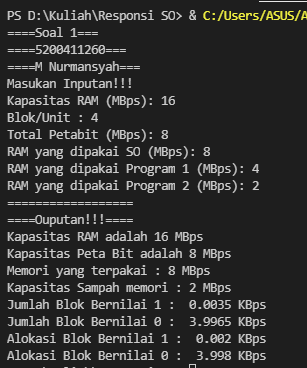 PS D:\Kuliah\Responsi SO> & C:/Users/ASUS/A
====Soal 1===
====5200411260===
====M Nurmansyah====
Masukan Inputan!!!
Kapasitas RAM (MBps): 16
Blok/Unit : 4
Total Petabit (MBps): 8
RAM yang dipakai SO (MBps): 8
RAM yang dipakai Program 1 (MBps): 4
RAM yang dipakai Program 2 (MBps): 2
==================
====Ouputan!!!====
Kapasitas RAM adalah 16 MBps
Kapasitas Peta Bit adalah 8 MBps
Memori yang terpakai : 8 MBps
Kapasitas Sampah memori : 2 MBps
Jumlah Blok Bernilai 1 :  0.0035 KBps
Jumlah Blok Bernilai 0 :  3.9965 KBps
Alokasi Blok Bernilai 1 :  0.002 KBps
Alokasi Blok Bernilai 0 :  3.998 KBps